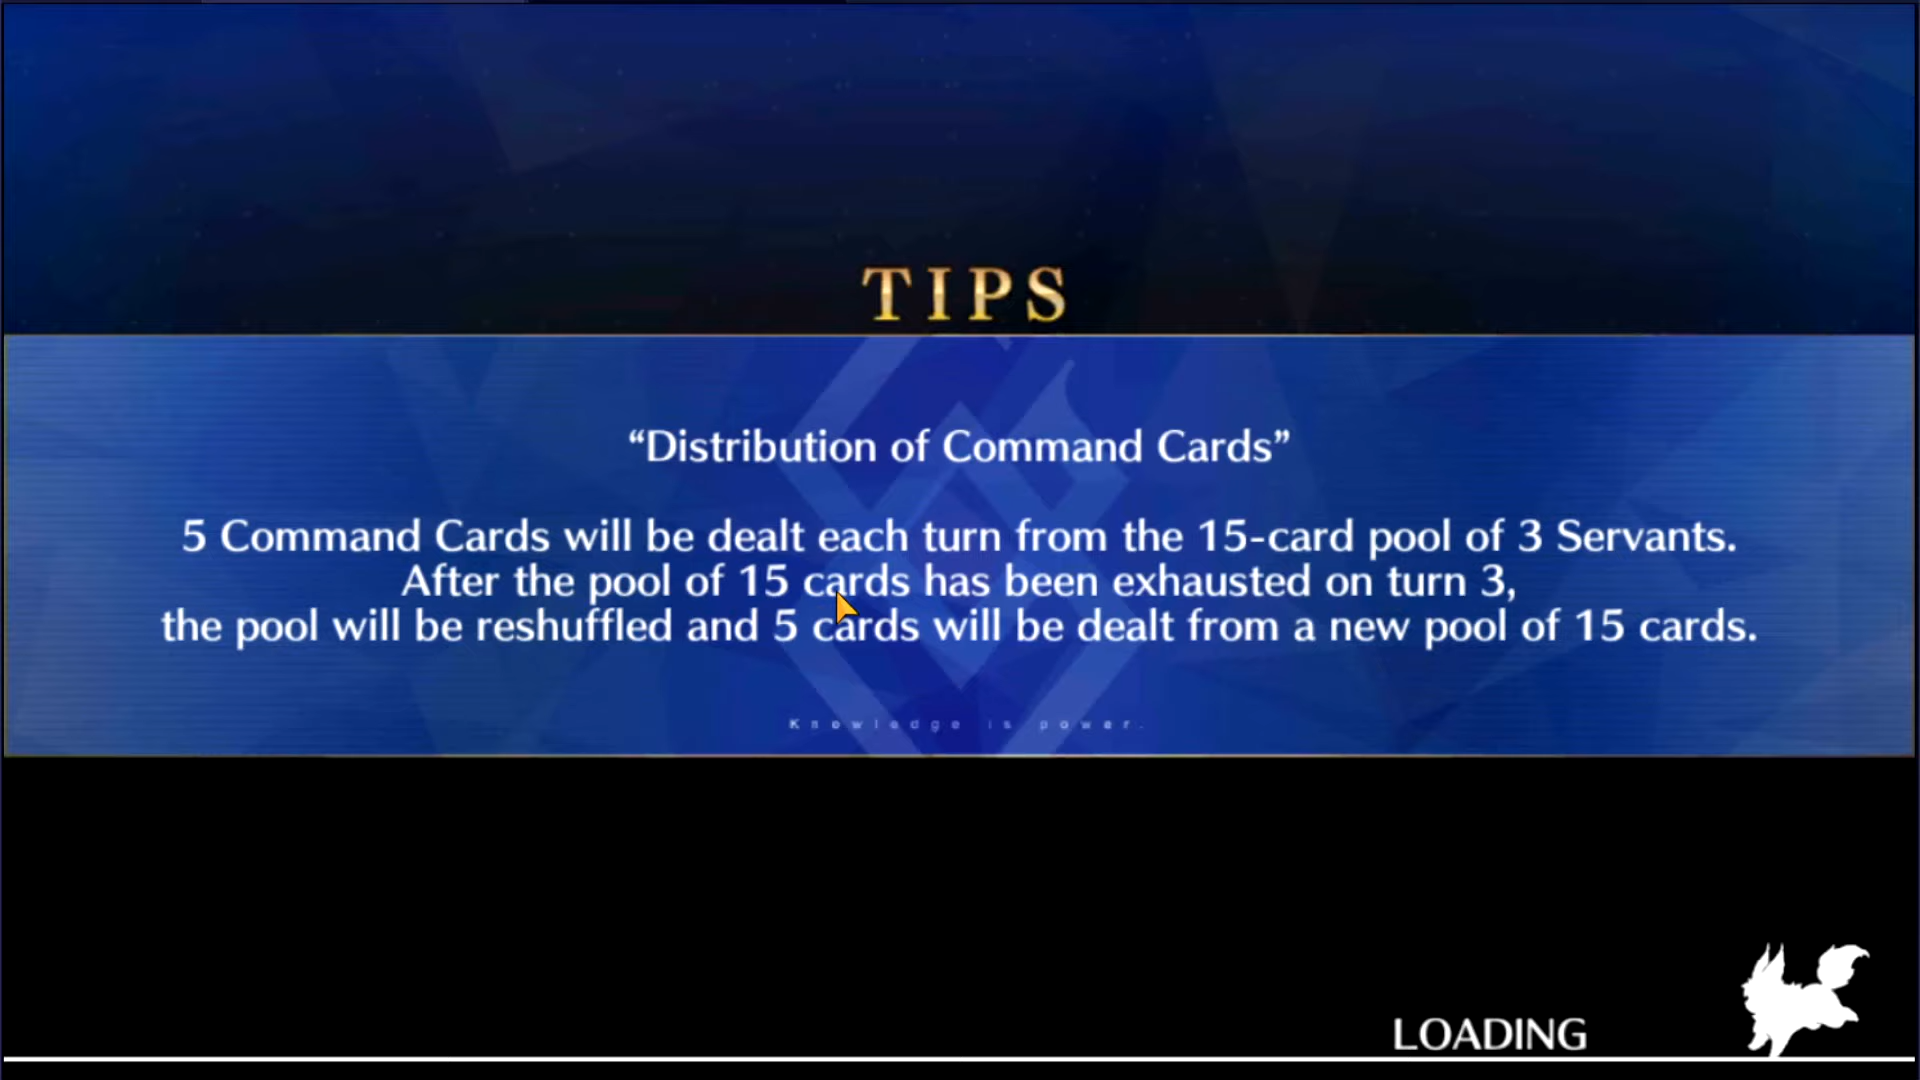 TIPS
“Distribution of Command Cards”
5 Command Cards will be dealt each turn from the 15-card pool of 3 Servants.
After the pool of 15 cards has been exhausted on turn 3,
the pool will be reshuffled and 5 cards will be dealt from a new pool of 15 cards.
Knowledge is power.
LOADING